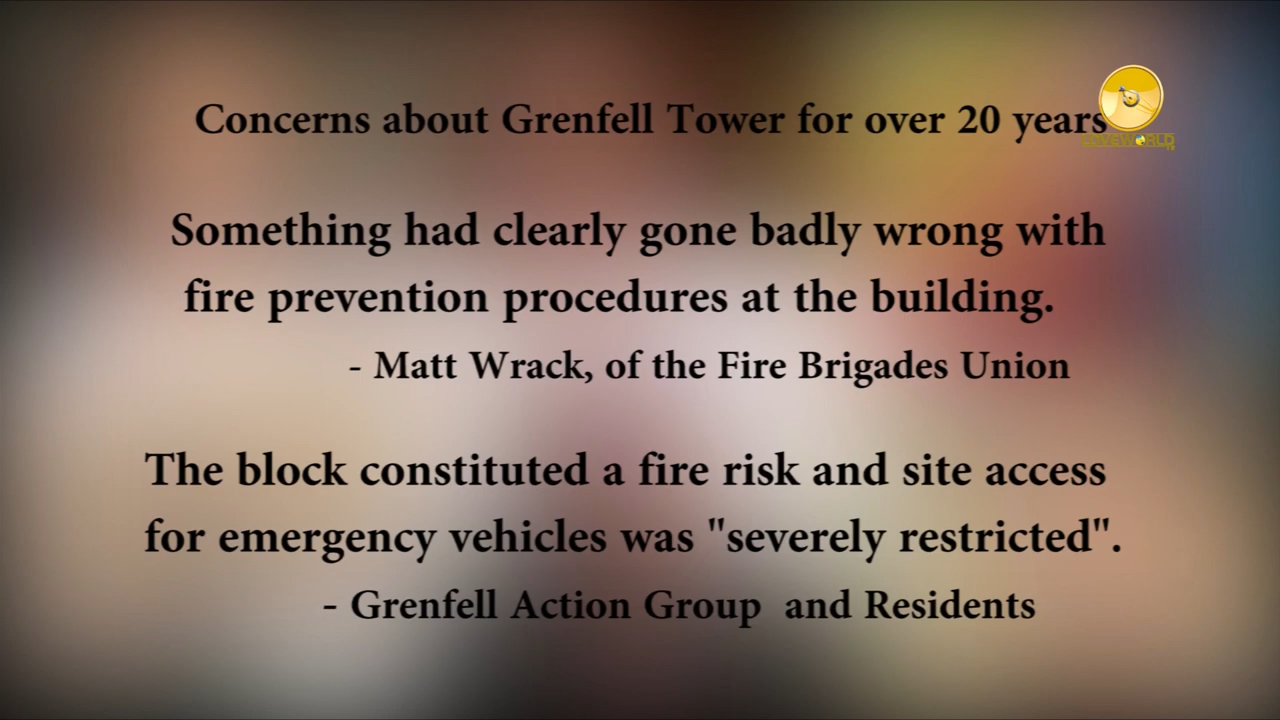 Concerns about Grenfell Tower for over 20 years
LOVEWORLD
Something had clearly gone badly wrong with
fire prevention procedures at the building.
- Matt Wrack, of the Fire Brigades Union
The block constituted a fire risk and site access
for emergency vehicles was "severely restricted".
- Grenfell Action Group and Residents